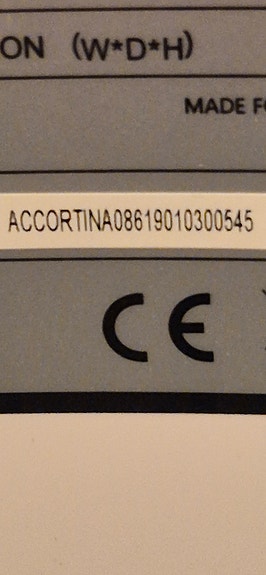 ON (W*D*H)
MADE FO
ACCORTINA08619010300545
CE